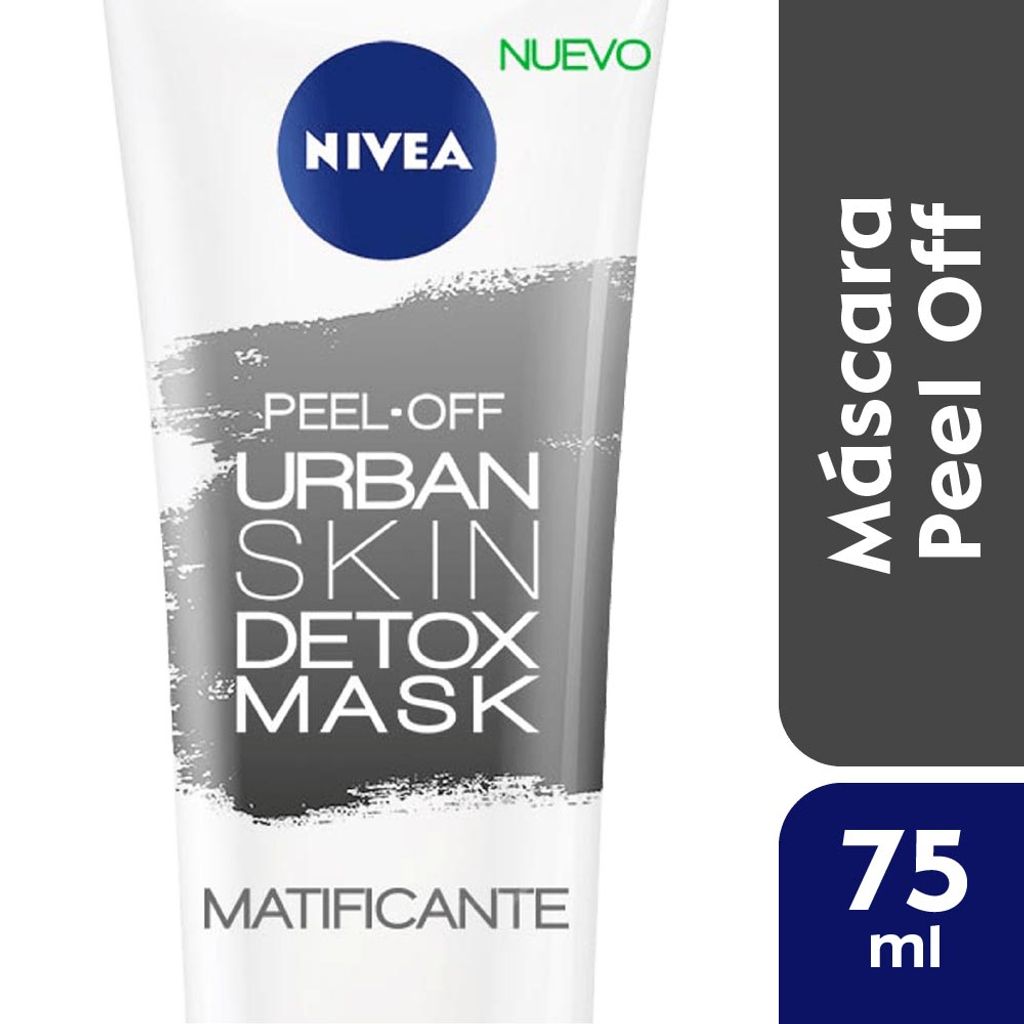 NUEVO
NIVEA
PEEL-OFF
URBAN
SKIN
DETOX
MASK
MATIFICANTE
Máscara
Peel Off
75
ml